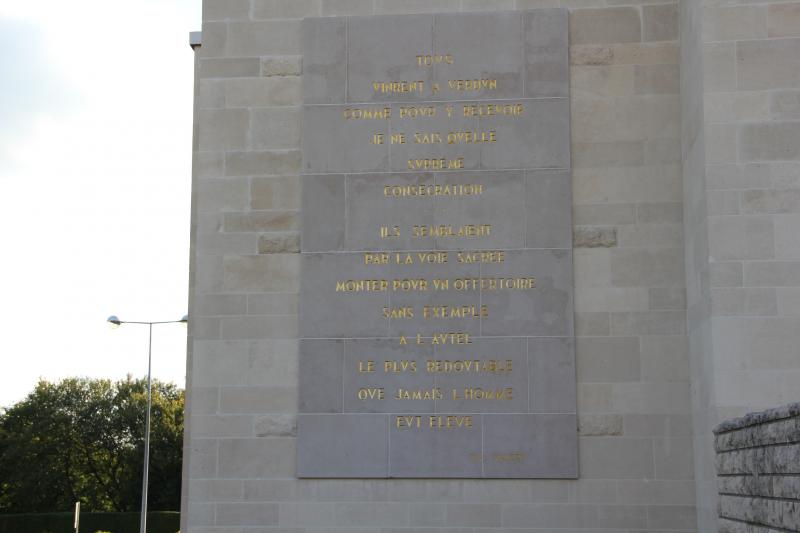 TOVS
VINRENT A VERDVN
COMME POVR Y RECEVOIR
JE NE SAIS QVELLE
SVPREME
CONSECRATION
ILS SEMBLAIENT
PAR LA VOIE SACREE
MONTER POVR VN OFFERTOIRE
SANS EXEMPLE
A L AVTEL
LE PLVS REDOVTABLE
QVE JAMAIS L HOMME
EVT ELEVE